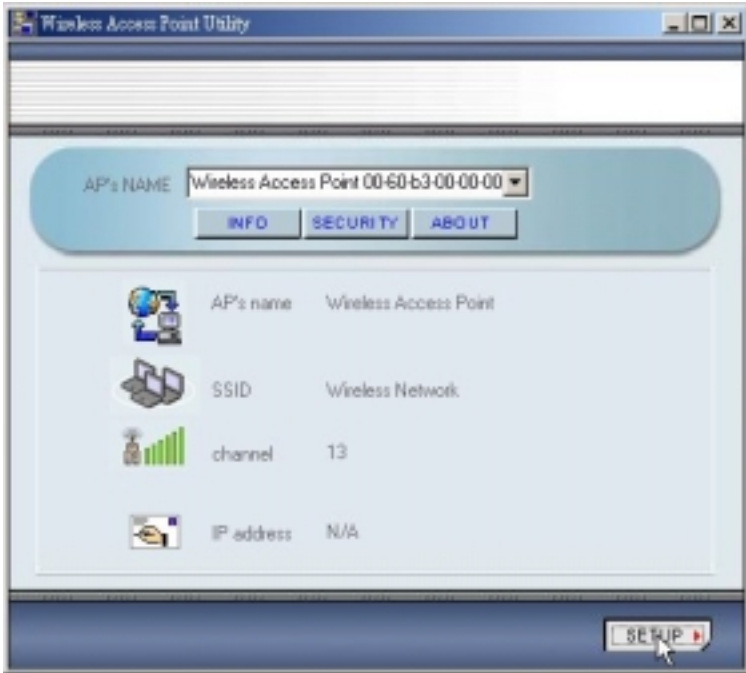 Wireless Access Point Utility
AP's NAME Wireless Access Point 00-60-b3-00-00-00
INFO SECURITY ABOUT
AP's name Wireless Access Point
SSID Wireless Network
channel 13
IP address N/A
SETUP